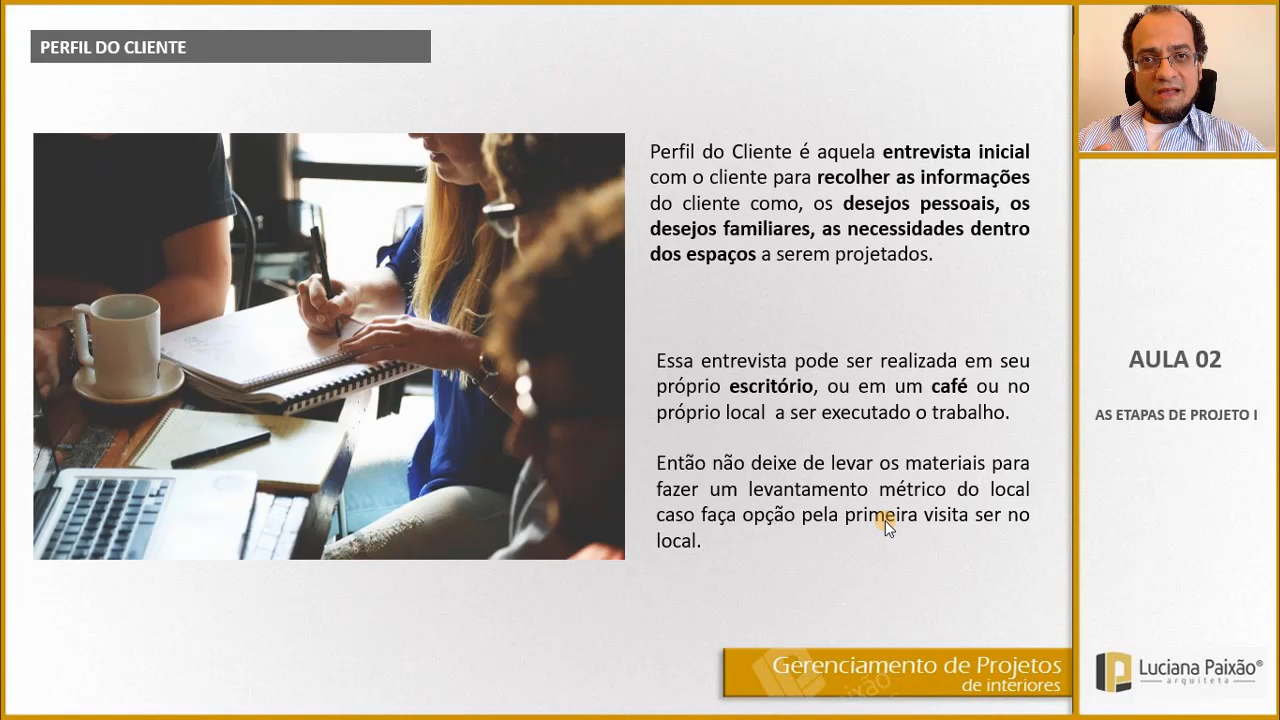 PERFIL DO CLIENTE
Perfil do Cliente é aquela entrevista inicial
com o cliente para recolher as informações
do cliente como, os desejos pessoais, os
desejos familiares, as necessidades dentro
dos espaços a serem projetados.
Essa entrevista pode ser realizada em seu
próprio escritório, ou em um café ou no
próprio local a ser executado o trabalho.
Então não deixe de levar os materiais para
fazer um levantamento métrico do local
caso faça opção pela primeira visita ser no
local.
AULA 02
AS ETAPAS DE PROJETO I
Gerenciamento de Projetos
de interiores
Luciana Paixão®
arquiteta